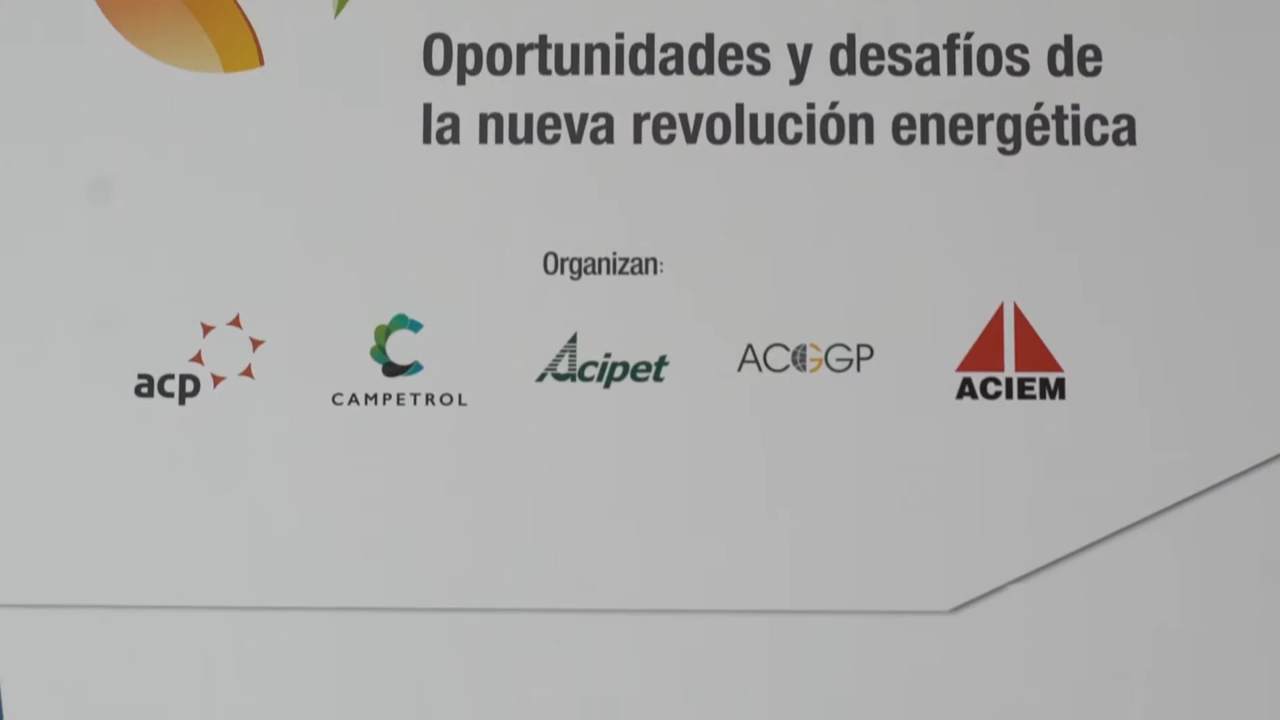 Oportunidades y desafíos de
la nueva revolución energética
Organizan:
acp
CAMPETROL
Acipet
ACGGP
ACIEM